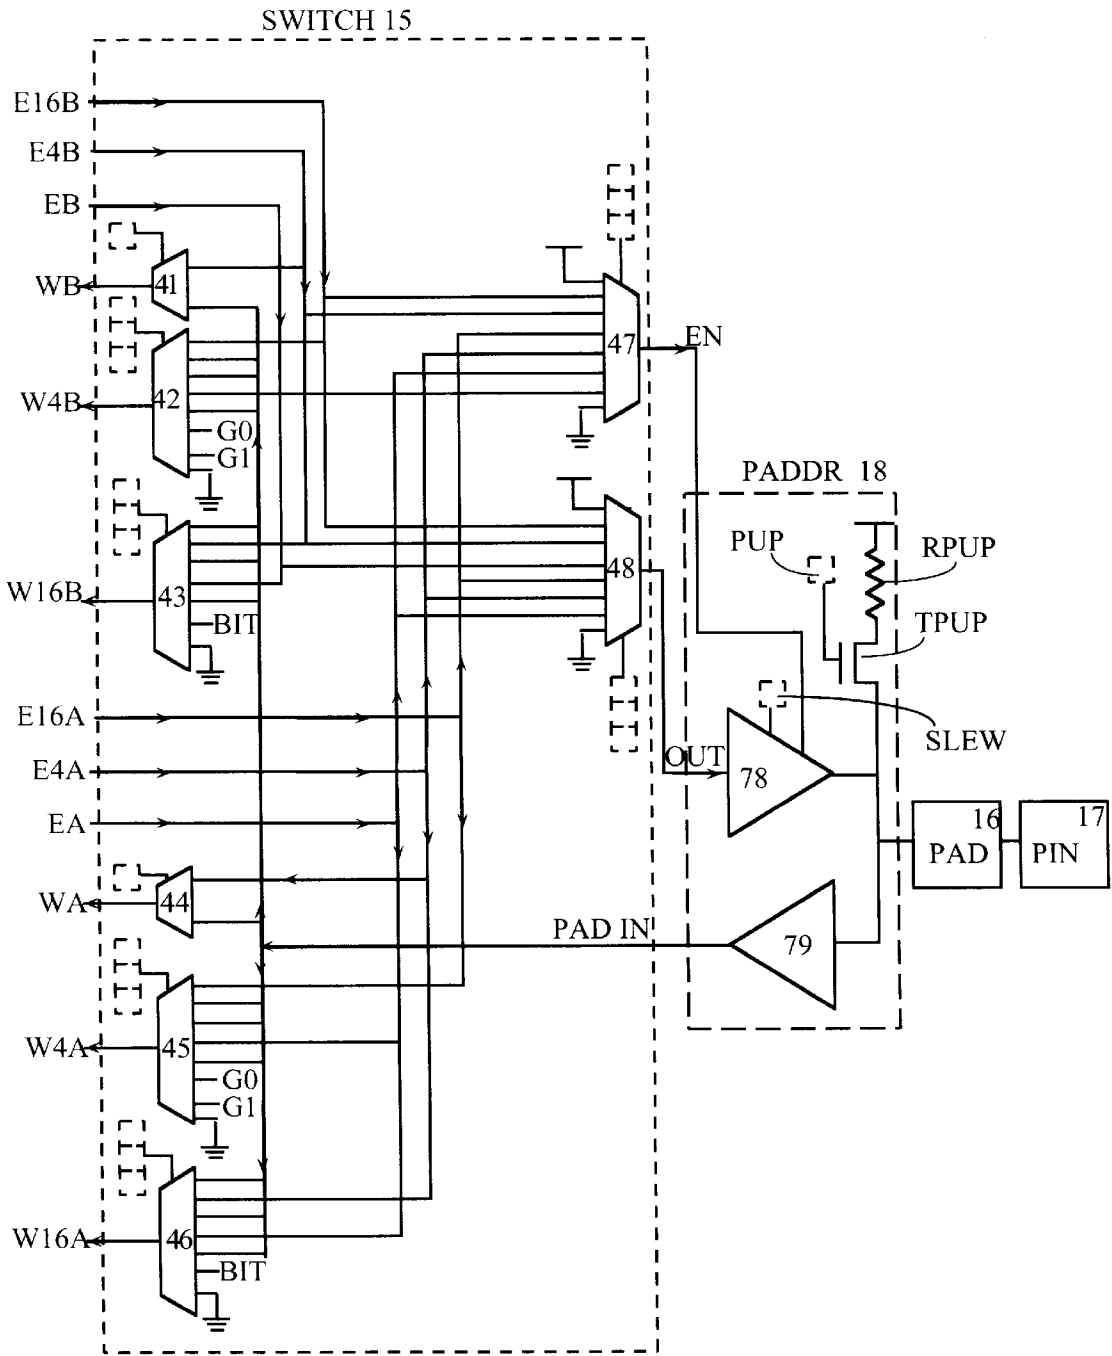 SWITCH 15
E16B
E4B
EB
WB
41
W4B
42
G0
G1
47
EN
PADDR 18
W16B
43
BIT
48
PUP
RPUP
TPUP
E16A
SLEW
E4A
OUT
78
EA
16
PAD
17
PIN
WA
44
PAD IN
79
W4A
45
G0
G1
W16A
46
BIT